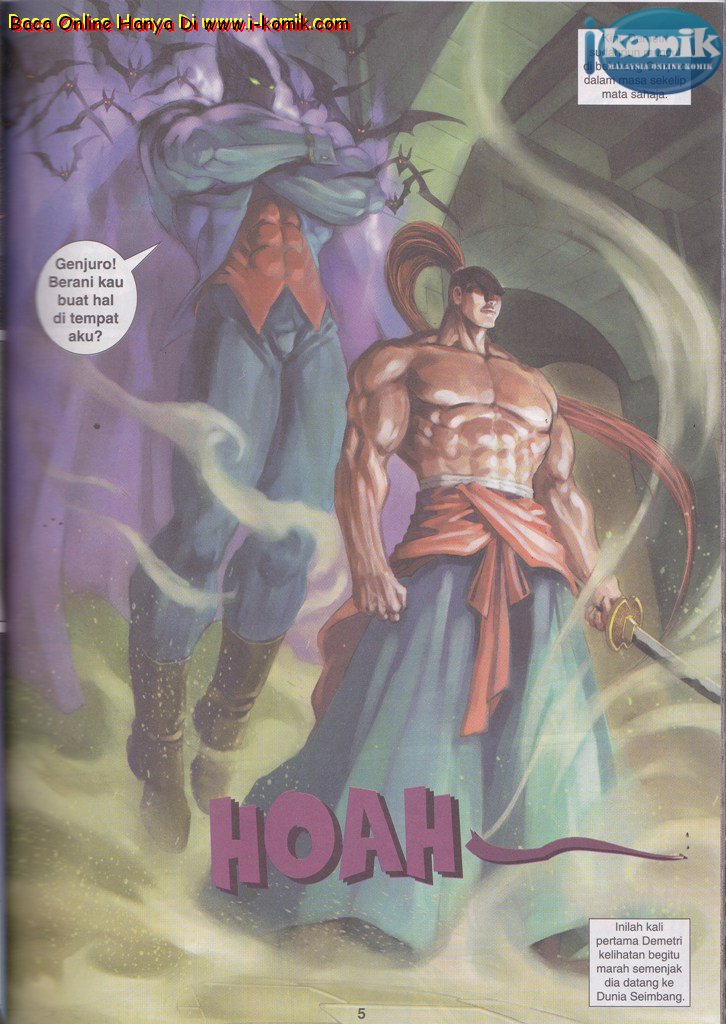 Baca Online Hanya Di www.i-komik.com
i-komik
MALAYSIA ONLINE KOMIK
dalam masa sekelip
mata sahaja.
Genjuro!
Berani kau
buat hal
di tempat
aku?
HOAH
Inilah kali
pertama Demetri
kelihatan begitu
marah semenjak
dia datang ke
Dunia Seimbang.
5